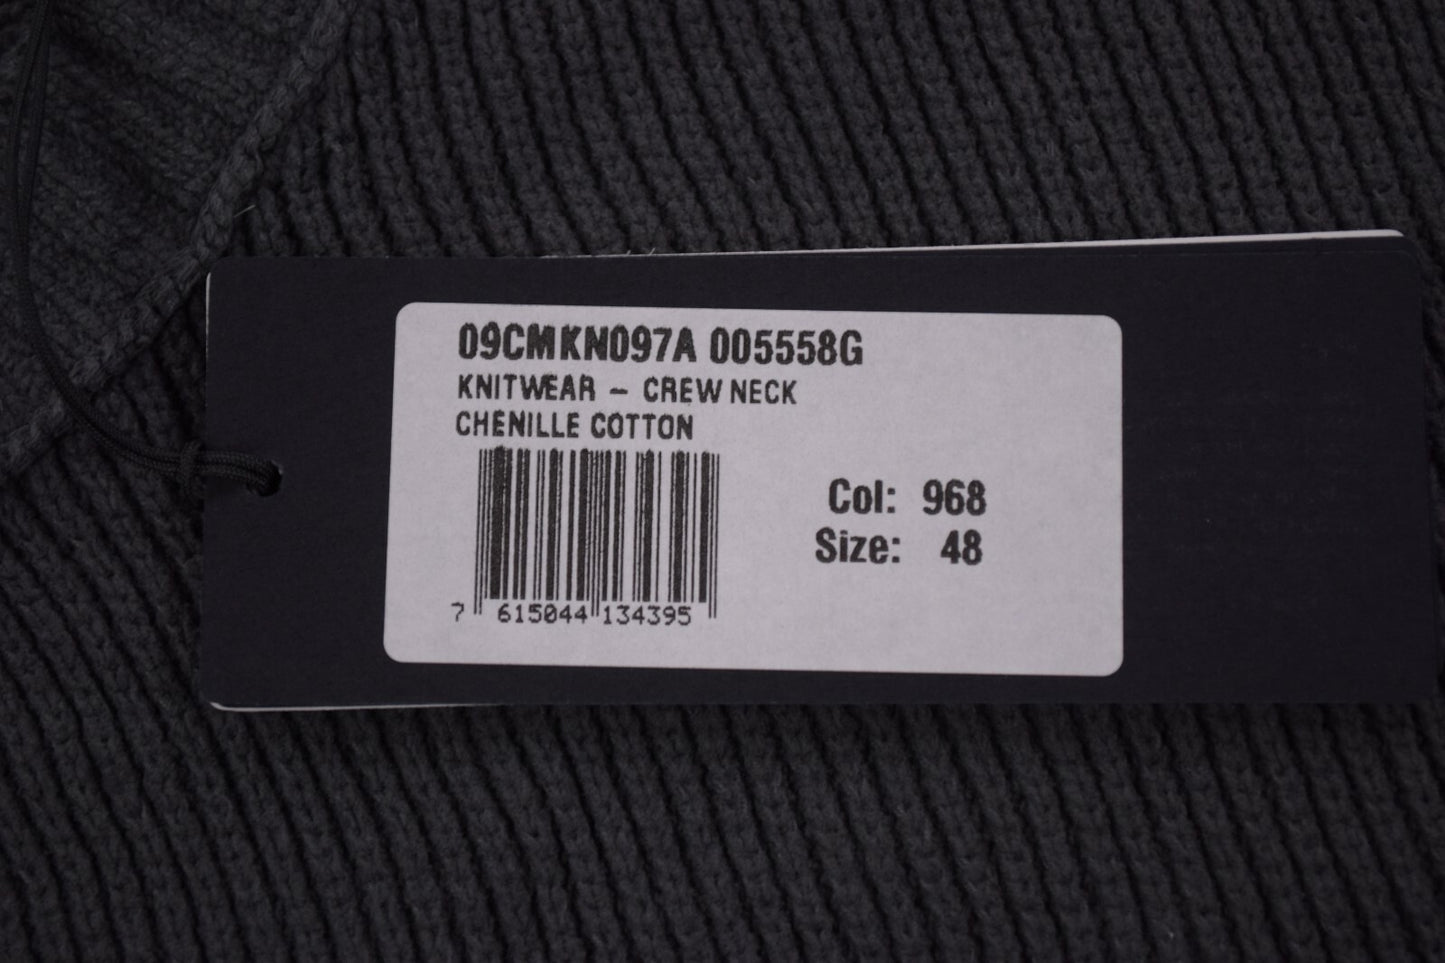 09CMKN097A 005558G
KNITWEAR - CREW NECK
CHENILLE COTTON
Col: 968
Size: 48
7 615044 134395